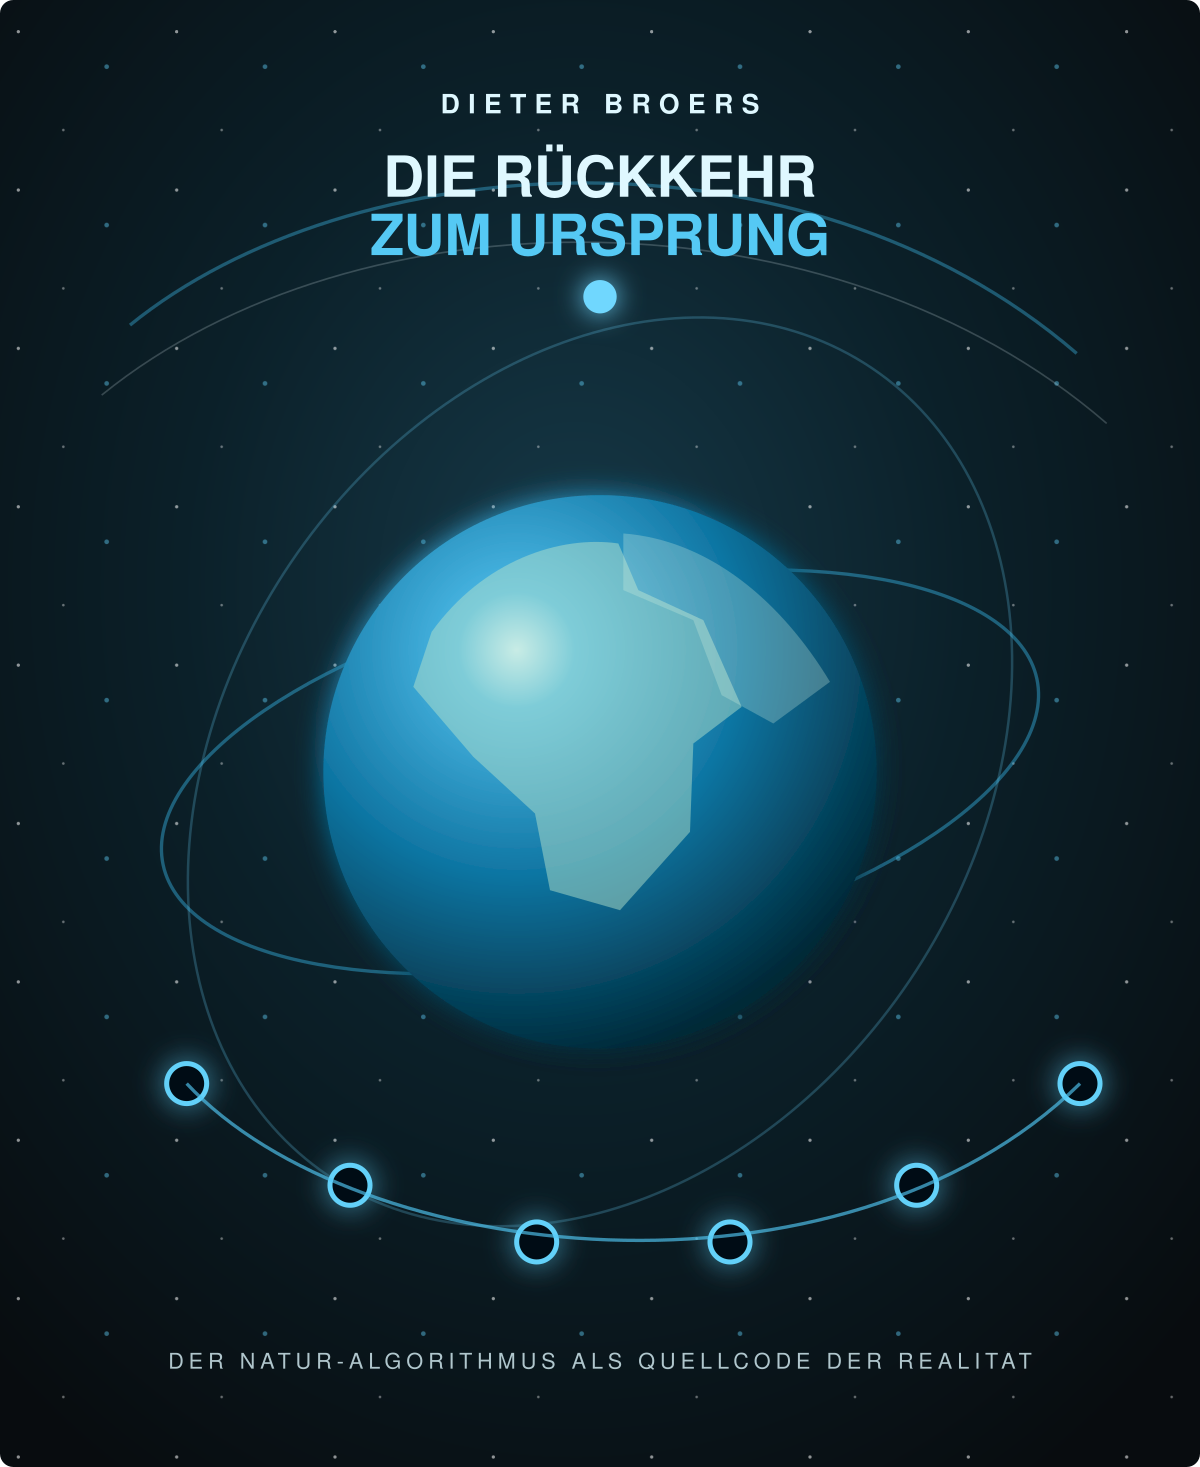 DIETER BROERS
DIE RÜCKKEHR
ZUM URSPRUNG
DER NATUR-ALGORITHMUS ALS QUELLCODE DER REALITAT